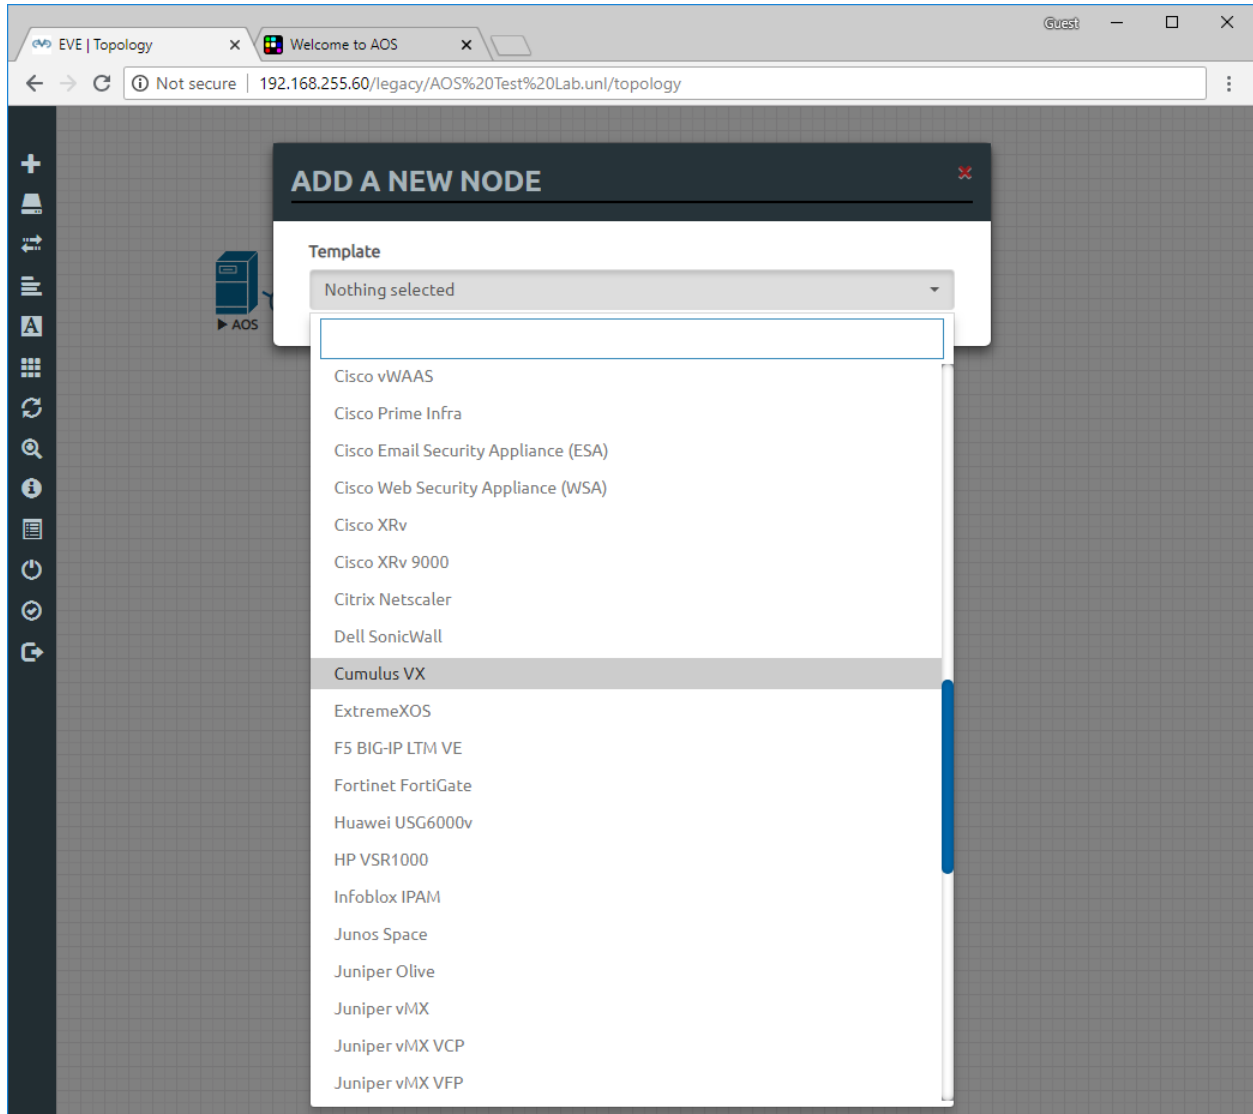 Guest
EVE | Topology
Welcome to AOS
Not secure | 192.168.255.60/legacy/AOS%20Test%20Lab.unl/topology
ADD A NEW NODE
Template
Nothing selected
AOS
Cisco vWAAS
Cisco Prime Infra
Cisco Email Security Appliance (ESA)
Cisco Web Security Appliance (WSA)
Cisco XRv
Cisco XRv 9000
Citrix Netscaler
Dell SonicWall
Cumulus VX
ExtremeXOS
F5 BIG-IP LTM VE
Fortinet FortiGate
Huawei USG6000v
HP VSR1000
Infoblox IPAM
Junos Space
Juniper Olive
Juniper vMX
Juniper vMX VCP
Juniper vMX VFP